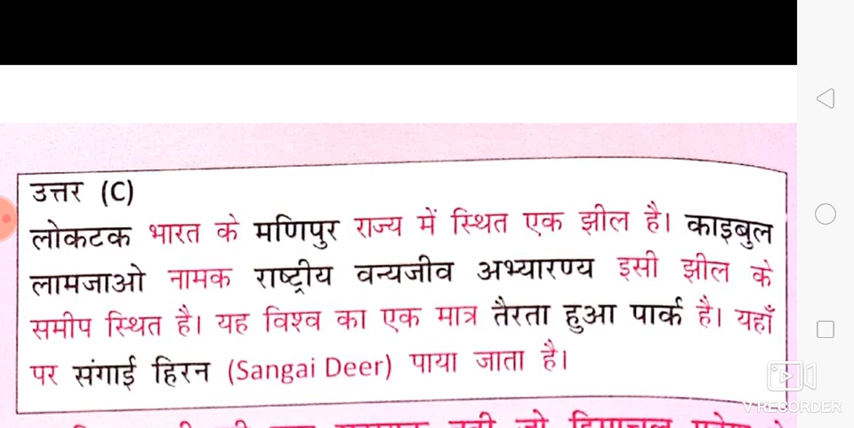 उत्तर (C)
लोकटक भारत के मणिपुर राज्य में स्थित एक झील है। काइबुल
लामजाओ नामक राष्ट्रीय वन्यजीव अभ्यारण्य इसी झील के
समीप स्थित है। यह विश्व का एक मात्र तैरता हुआ पार्क है। यहाँ
पर संगाई हिरन (Sangai Deer) पाया जाता है।
V RECORDER